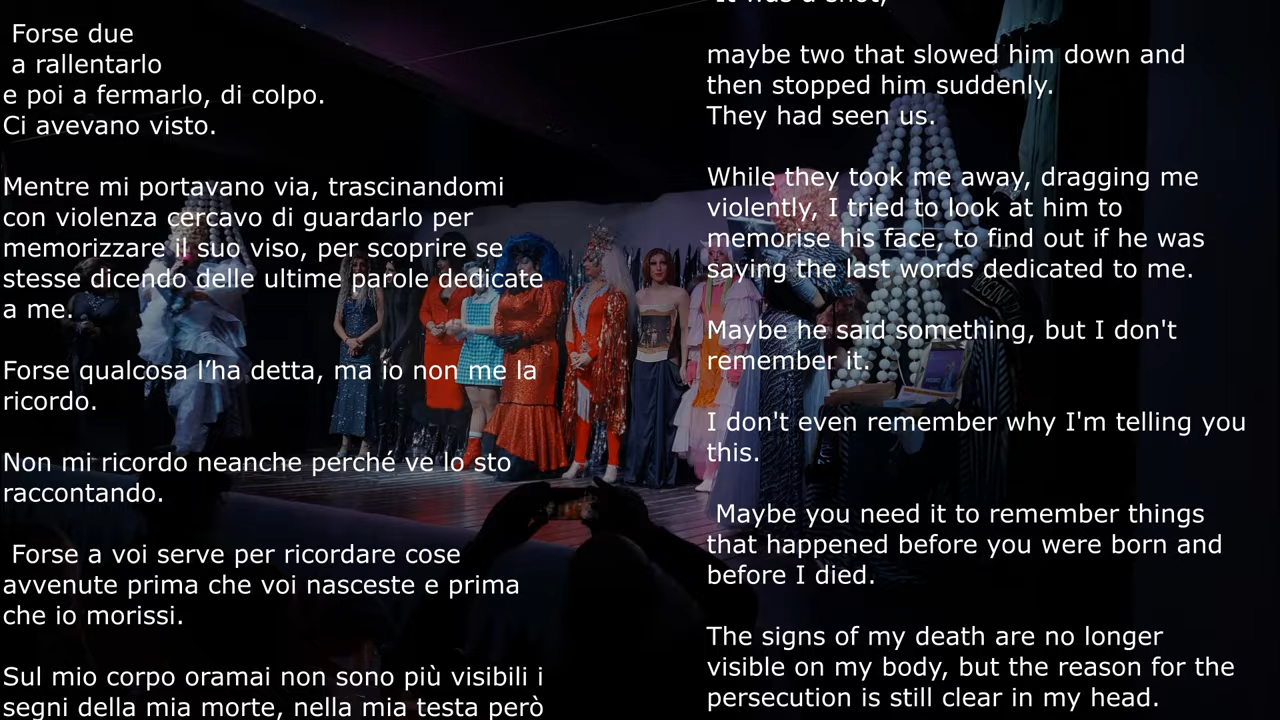 Forse due
a rallentarlo
e poi a fermarlo, di colpo.
Ci avevano visto.
Mentre mi portavano via, trascinandomi
con violenza cercavo di guardarlo per
memorizzare il suo viso, per scoprire se
stesse dicendo delle ultime parole dedicate
a me.
Forse qualcosa l’ha detta, ma io non me la
ricordo.
Non mi ricordo neanche perché ve lo sto
raccontando.
Forse a voi serve per ricordare cose
avvenute prima che voi nasceste e prima
che io morissi.
Sul mio corpo oramai non sono più visibili i
segni della mia morte, nella mia testa però
It was a shot,
maybe two that slowed him down and
then stopped him suddenly.
They had seen us.
While they took me away, dragging me
violently, I tried to look at him to
memorise his face, to find out if he was
saying the last words dedicated to me.
Maybe he said something, but I don't
remember it.
I don't even remember why I'm telling you
this.
Maybe you need it to remember things
that happened before you were born and
before I died.
The signs of my death are no longer
visible on my body, but the reason for the
persecution is still clear in my head.